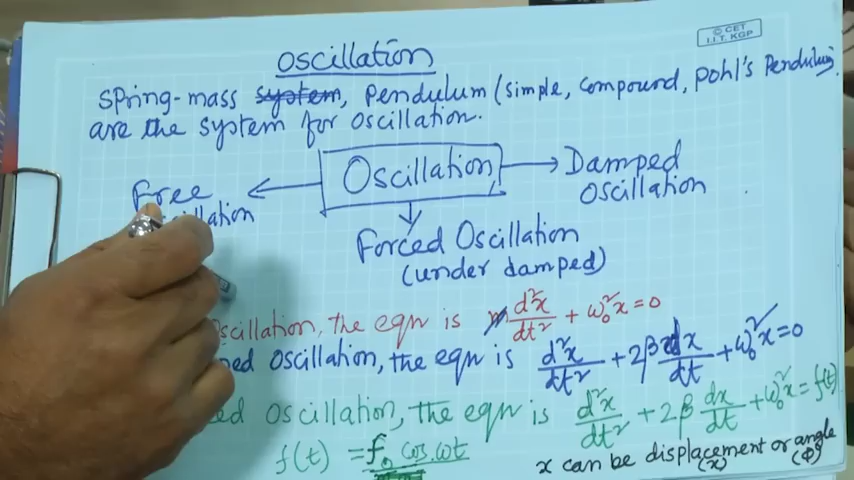 © CET
I.I.T. KGP
Oscillation
Spring-mass system, Pendulum (simple, compound, Pohl's Pendulum
are the system for oscillation.
Free Oscillation Damped
oscillation Oscillation
Forced Oscillation
(under damped)
oscillation, the eqn is d²x/dt² + ω₀²x = 0
oscillation, the eqn is d²x/dt² + 2β dx/dt + ω₀²x = 0
oscillation, the eqn is d²x/dt² + 2β dx/dt + ω₀²x = f(t)
f(t) = f₀ cos ωt
x can be displacement or angle
(x) (Φ)